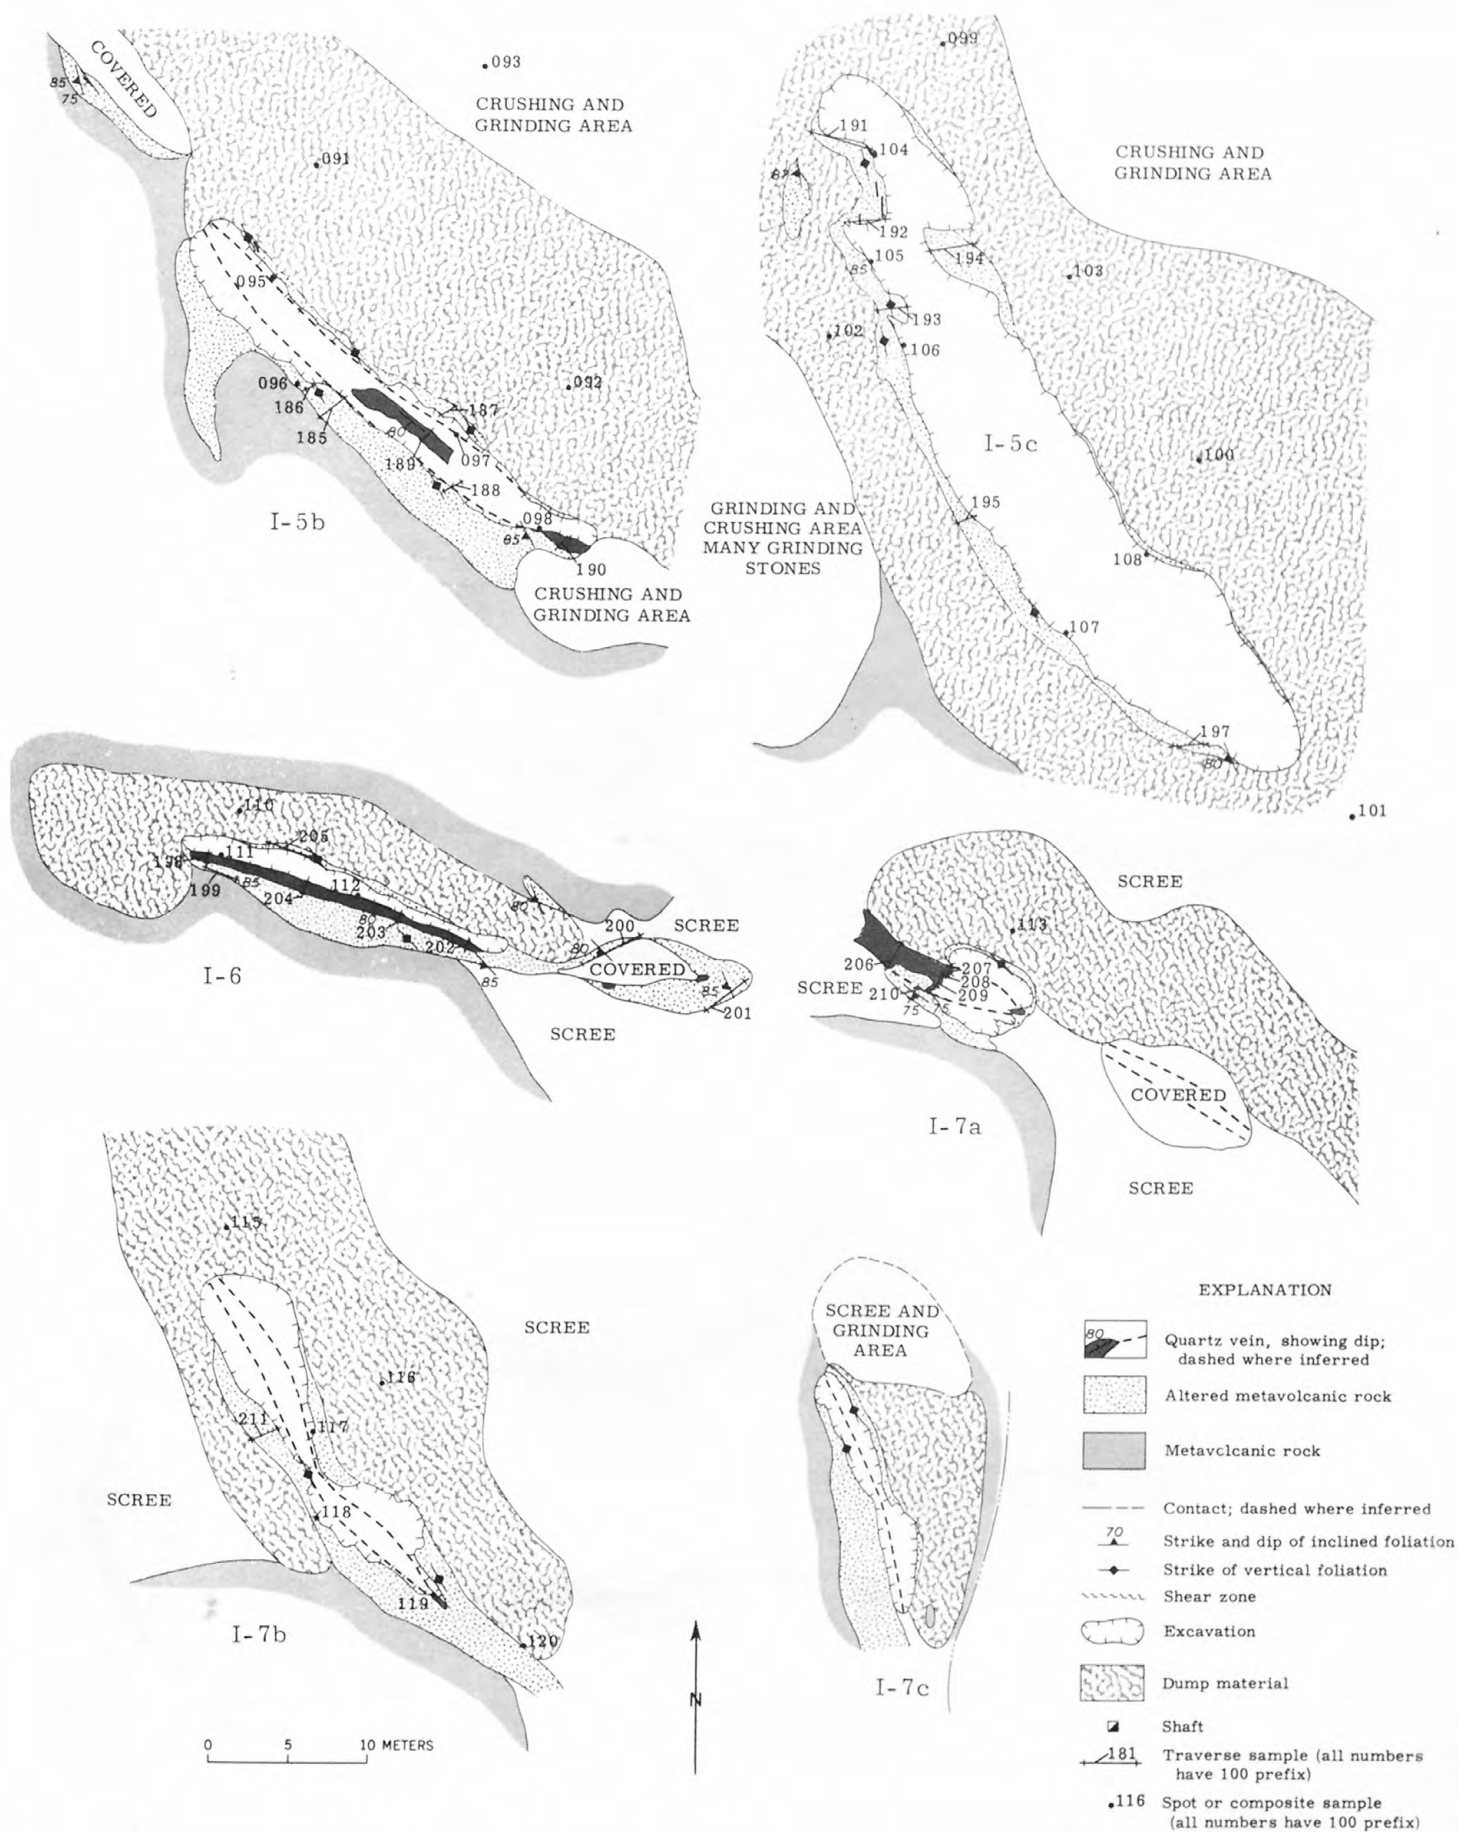 COVERED
85
75
093
CRUSHING AND
GRINDING AREA
091
095
096
186
185
092
187
80
189
097
188
098
85
190
I-5b
CRUSHING AND
GRINDING AREA
099
191
104
CRUSHING AND
GRINDING AREA
192
194
105
85
103
193
102
106
I-5c
100
GRINDING AND
CRUSHING AREA
MANY GRINDING
STONES
195
108
107
197
80
101
110
205
198
111
199
85
204
112
80
203
202
80
200
SCREE
80
COVERED
85
85
201
I-6
SCREE
SCREE
113
206
207
208
SCREE
210
209
75
75
COVERED
I-7a
SCREE
115
SCREE
116
211
117
SCREE
118
119
120
I-7b
0 5 10 METERS
N
SCREE AND
GRINDING
AREA
I-7c
EXPLANATION
80
Quartz vein, showing dip;
dashed where inferred
Altered metavolcanic rock
Metavolcanic rock
Contact; dashed where inferred
70
Strike and dip of inclined foliation
Strike of vertical foliation
Shear zone
Excavation
Dump material
Shaft
181
Traverse sample (all numbers
have 100 prefix)
116
Spot or composite sample
(all numbers have 100 prefix)